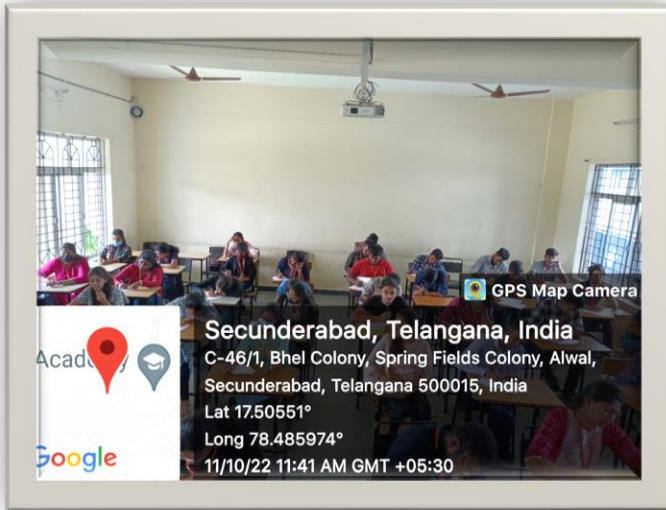 GPS Map Camera
Secunderabad, Telangana, India
C-46/1, Bhel Colony, Spring Fields Colony, Alwal,
Secunderabad, Telangana 500015, India
Lat 17.50551°
Long 78.485974°
11/10/22 11:41 AM GMT +05:30
Google